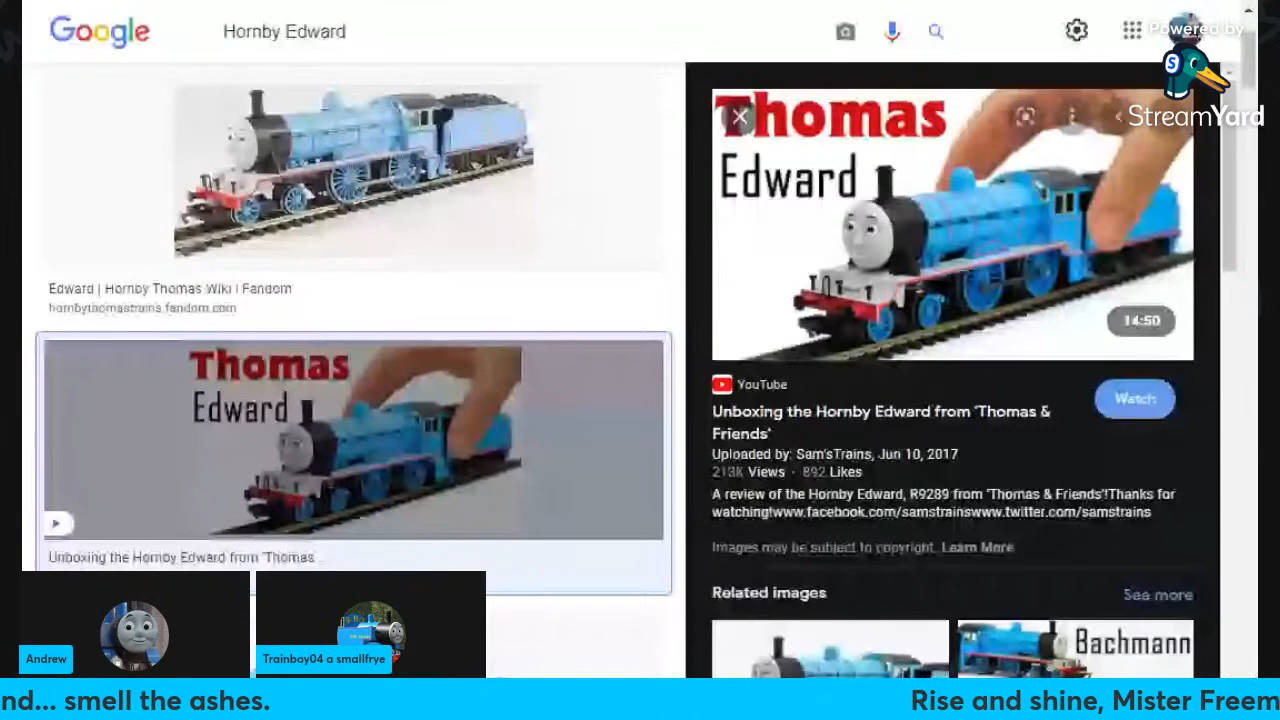 Google
Hornby Edward
Powered by
S
StreamYard
Edward | Hornby Thomas Wiki | Fandom
hornbythomastrains.fandom.com
Thomas
Edward
Unboxing the Hornby Edward from 'Thomas...
Thomas
Edward
14:50
YouTube
Watch
Unboxing the Hornby Edward from 'Thomas &
Friends'
Uploaded by: Sam'sTrains, Jun 10, 2017
213K Views · 892 Likes
A review of the Hornby Edward, R9289 from 'Thomas & Friends'!Thanks for
watching!www.facebook.com/samstrainswww.twitter.com/samstrains
Images may be subject to copyright. Learn More
Related images
See more
Bachmann
Andrew
Trainboy04 a smallfrye
nd... smell the ashes.
Rise and shine, Mister Freem